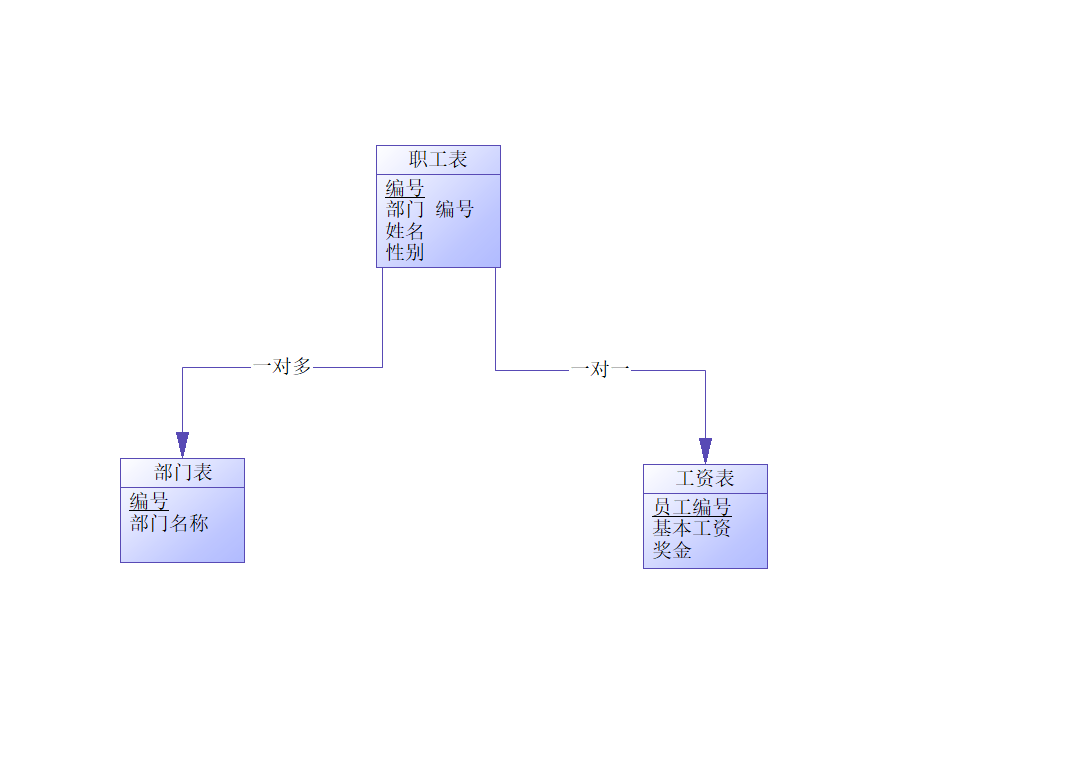 职工表
编号
部门 编号
姓名
性别
一对多
一对一
部门表
编号
部门名称
工资表
员工编号
基本工资
奖金